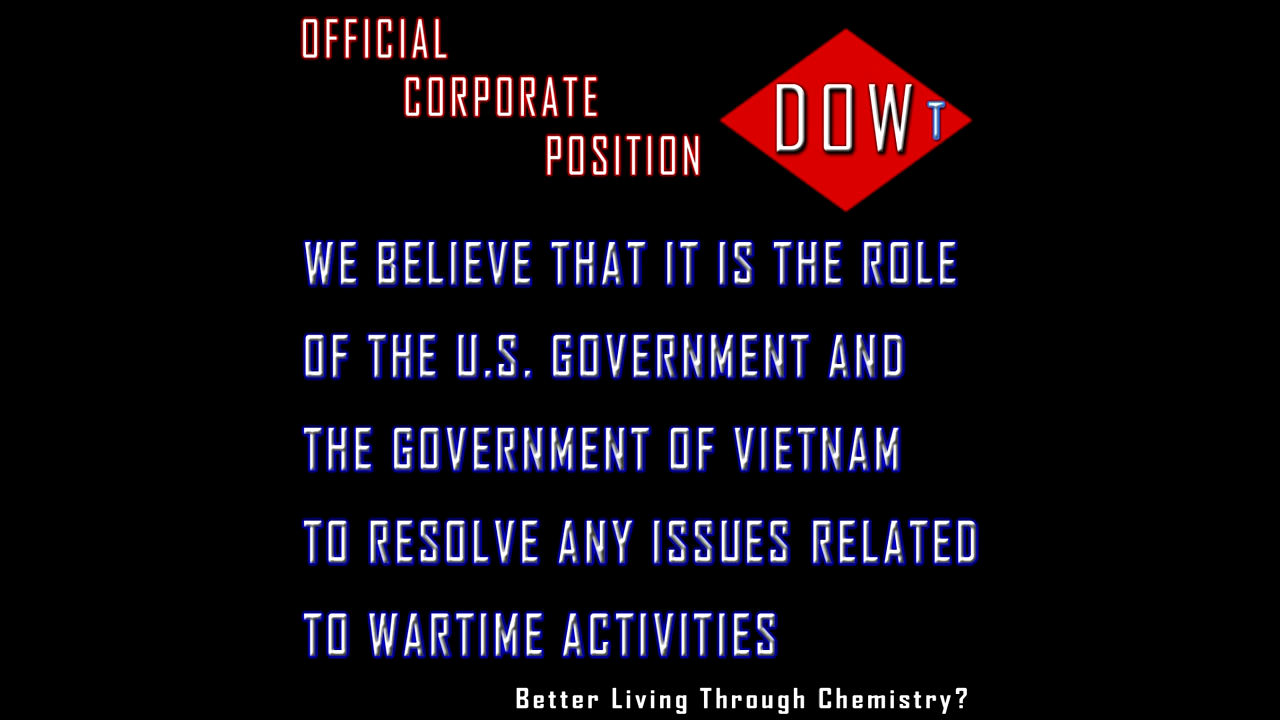 OFFICIAL
CORPORATE
POSITION
DOW T
WE BELIEVE THAT IT IS THE ROLE
OF THE U.S. GOVERNMENT AND
THE GOVERNMENT OF VIETNAM
TO RESOLVE ANY ISSUES RELATED
TO WARTIME ACTIVITIES
Better Living Through Chemistry?